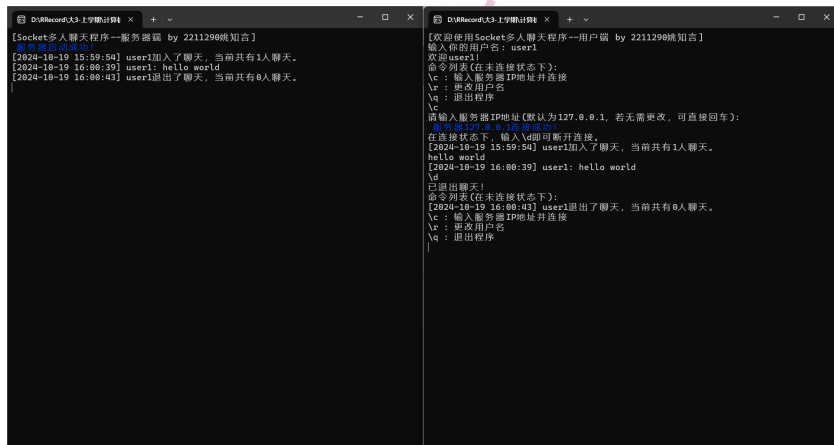 D:\RRecord\大3-上学期\计算机
[Socket多人聊天程序--服务器端 by 2211290姚知言]
服务器启动成功!
[2024-10-19 15:59:54] user1加入了聊天，当前共有1人聊天。
[2024-10-19 16:00:39] user1: hello world
[2024-10-19 16:00:43] user1退出了聊天，当前共有0人聊天。
D:\RRecord\大3-上学期\计算机
[欢迎使用Socket多人聊天程序--用户端 by 2211290姚知言]
输入你的用户名: user1
欢迎user1!
命令列表(在未连接状态下):
\c : 输入服务器IP地址并连接
\r : 更改用户名
\q : 退出程序
\c
请输入服务器IP地址(默认为127.0.0.1, 若无需更改, 可直接回车):
服务器127.0.0.1连接成功!
在连接状态下, 输入\d即可断开连接。
[2024-10-19 15:59:54] user1加入了聊天，当前共有1人聊天。
hello world
[2024-10-19 16:00:39] user1: hello world
\d
已退出聊天!
命令列表(在未连接状态下):
[2024-10-19 16:00:43] user1退出了聊天，当前共有0人聊天。
\c : 输入服务器IP地址并连接
\r : 更改用户名
\q : 退出程序